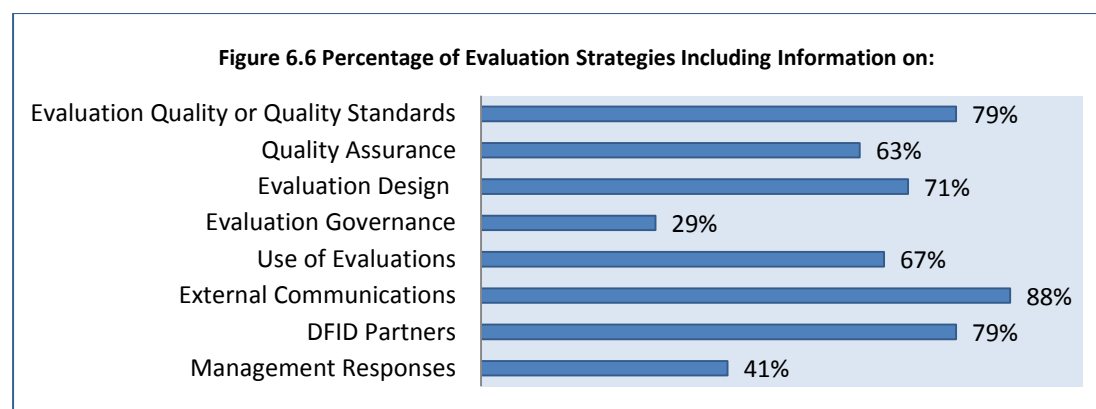 Figure 6.6 Percentage of Evaluation Strategies Including Information on:
Evaluation Quality or Quality Standards 79%
Quality Assurance 63%
Evaluation Design 71%
Evaluation Governance 29%
Use of Evaluations 67%
External Communications 88%
DFID Partners 79%
Management Responses 41%